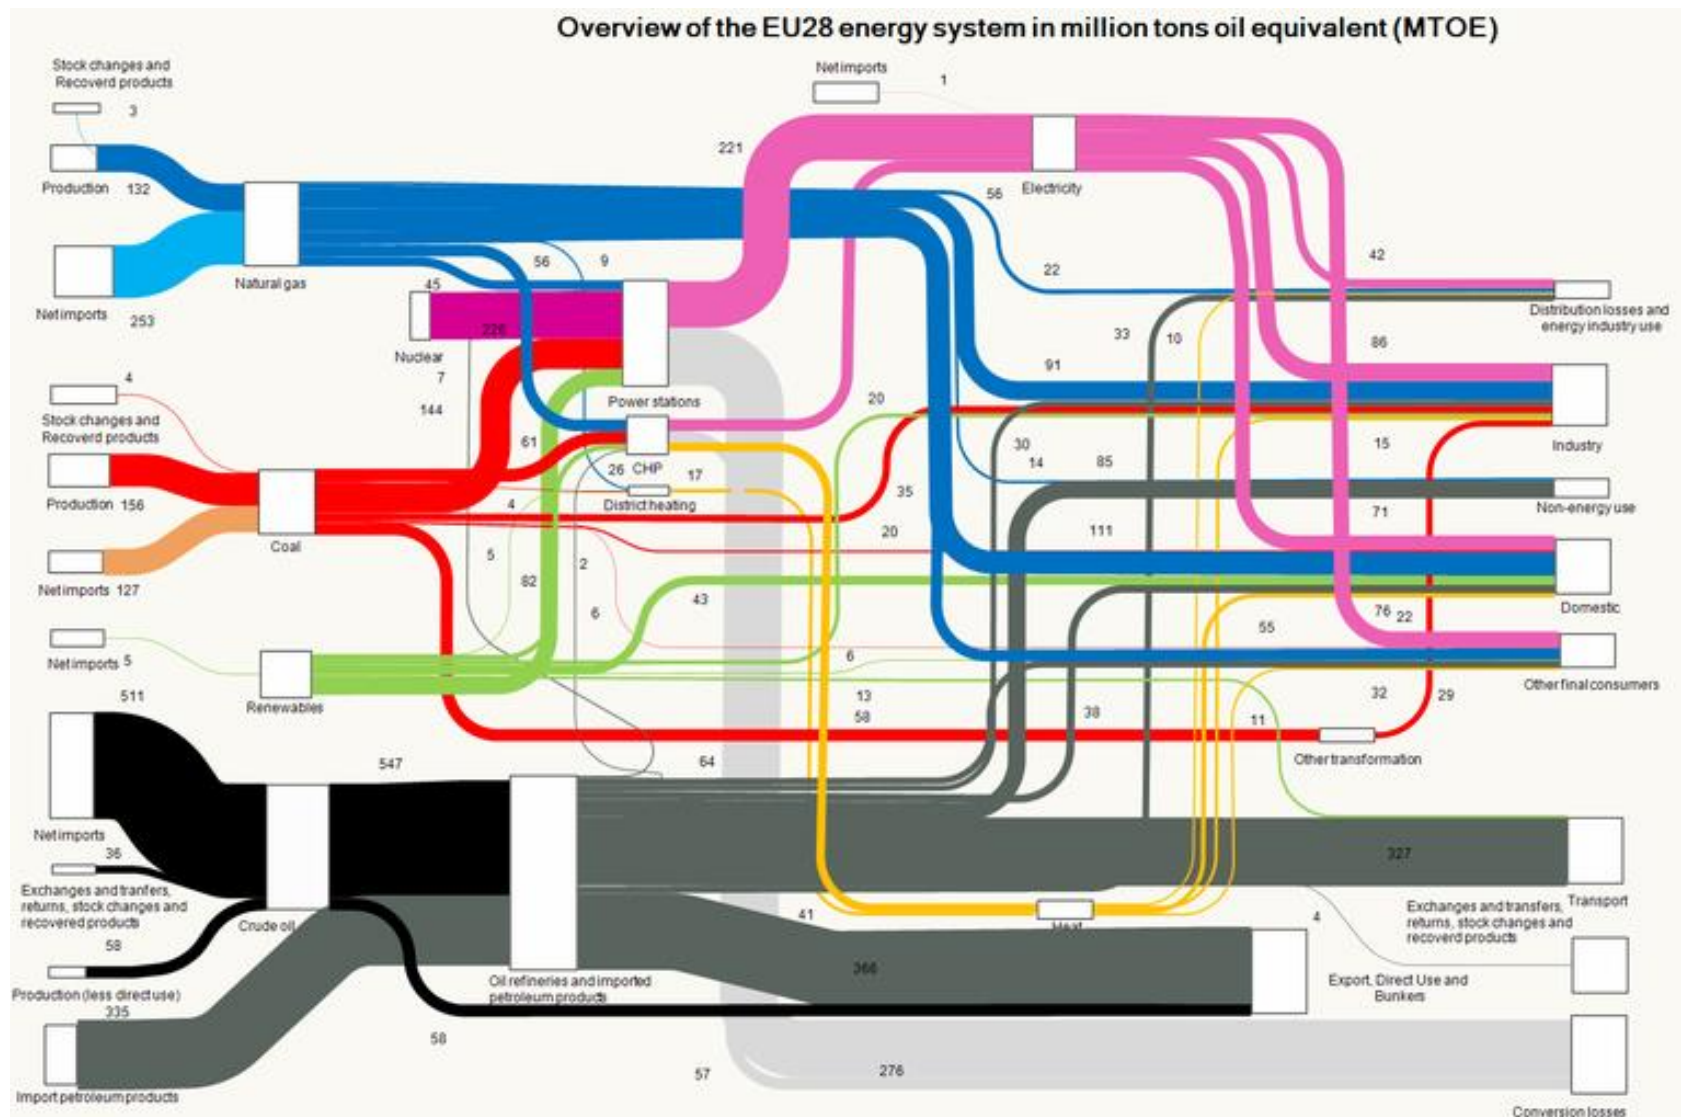 Overview of the EU28 energy system in million tons oil equivalent (MTOE)
Stock changes and
Recoverd products
3
Net imports
1
Production
132
221
56
Electricity
Net imports
253
Natural gas
56
9
45
22
42
Distribution losses and
energy industry use
Nuclear
226
33
10
86
4
7
144
Power stations
91
Stock changes and
Recoverd products
20
61
26
CHP
17
30
14
85
15
Industry
Production
156
4
District heating
35
Non-energy use
Coal
5
2
20
111
71
Net imports
127
82
6
43
76
22
Domestic
55
Net imports
5
6
511
Renewables
13
58
38
11
32
29
Other final consumers
547
64
Other transformation
Net imports
36
327
Exchanges and tranfers,
returns, stock changes and
recovered products
58
Crude oil
41
Heat
4
Transport
Exchanges and transfers,
returns, stock changes and
recoverd products
366
Oil refineries and imported
petroleum products
Export, Direct Use and
Bunkers
Production (less direct use)
335
58
57
276
Import petroleum products
Conversion losses